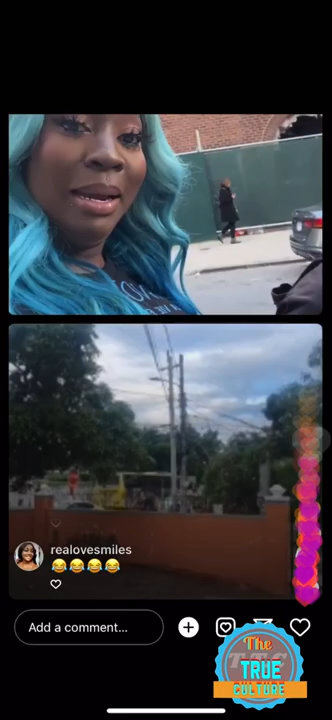 realovesmiles
😂😂😂😂
Add a comment...
The
TRUE
CULTURE